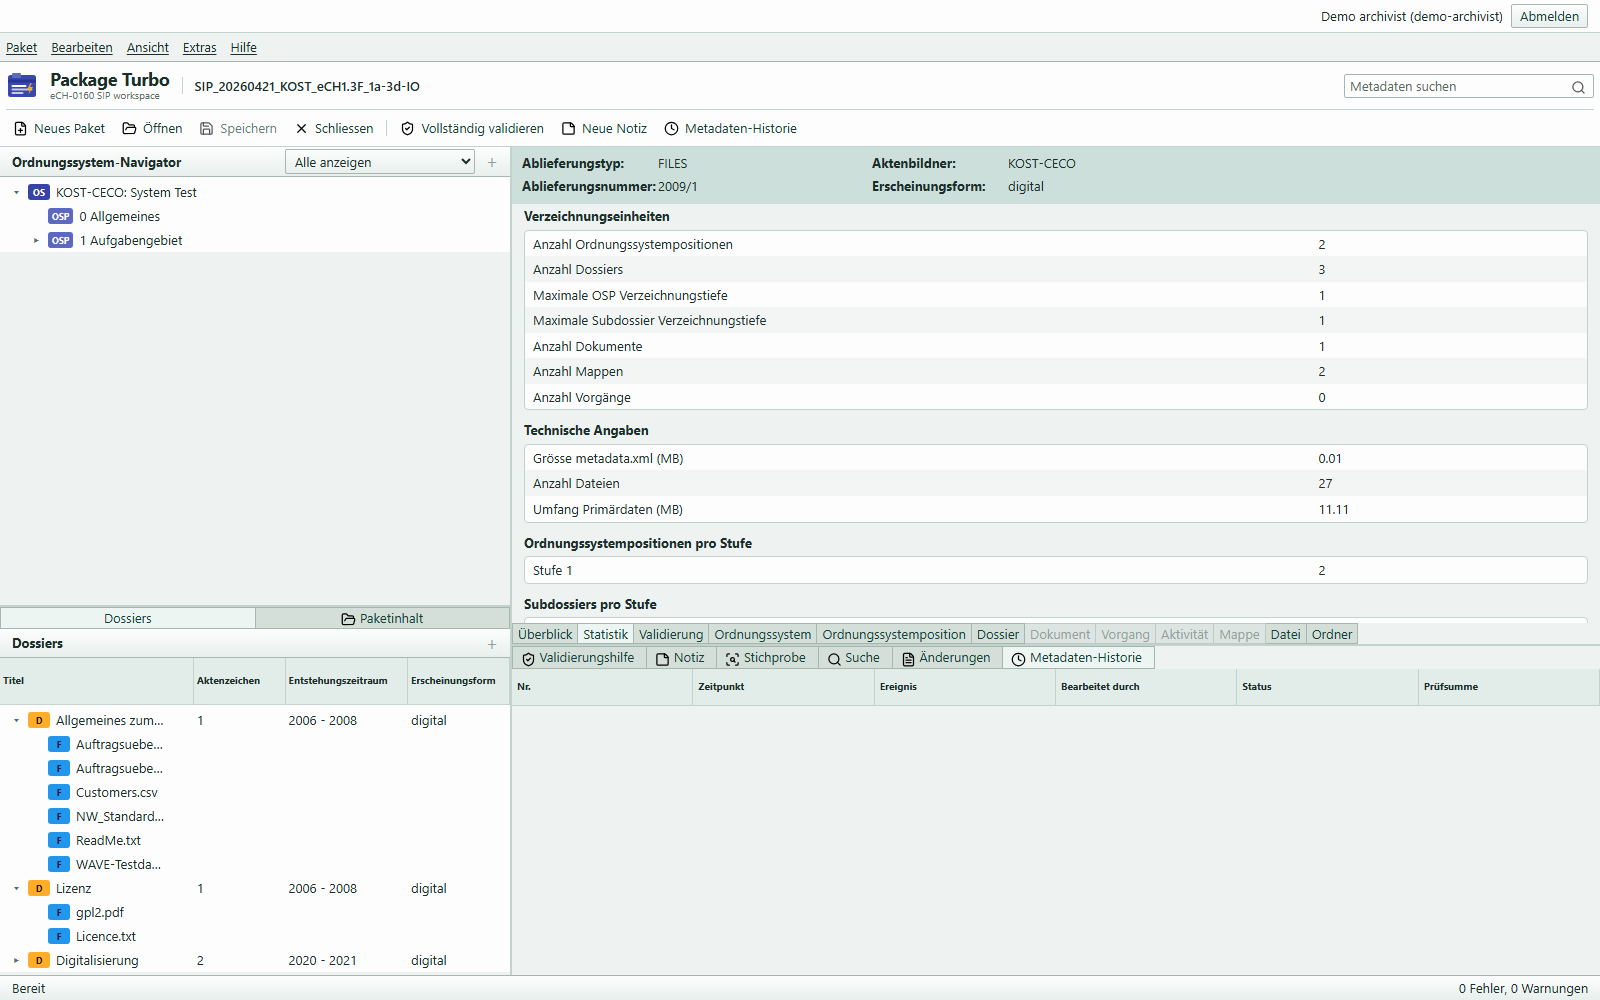 Demo archivist (demo-archivist) Abmelden
Paket Bearbeiten Ansicht Extras Hilfe
Package Turbo
eCH-0160 SIP workspace
SIP_20260421_KOST_eCH1.3F_1a-3d-IO
Metadaten suchen
Neues Paket Öffnen Speichern Schliessen Vollständig validieren Neue Notiz Metadaten-Historie
Ordnungssystem-Navigator Alle anzeigen +
OS KOST-CECO: System Test
OSP 0 Allgemeines
OSP 1 Aufgabengebiet
Dossiers Paketinhalt
Dossiers +
Titel Aktenzeichen Entstehungszeitraum Erscheinungsform
D Allgemeines zum... 1 2006 - 2008 digital
F Auftragsuebe...
F Auftragsuebe...
F Customers.csv
F NW_Standard...
F ReadMe.txt
F WAVE-Testda...
D Lizenz 1 2006 - 2008 digital
F gpl2.pdf
F Licence.txt
D Digitalisierung 2 2020 - 2021 digital
Ablieferungstyp: FILES Aktenbildner: KOST-CECO
Ablieferungsnummer: 2009/1 Erscheinungsform: digital
Verzeichnungseinheiten
Anzahl Ordnungssystempositionen 2
Anzahl Dossiers 3
Maximale OSP Verzeichnungstiefe 1
Maximale Subdossier Verzeichnungstiefe 1
Anzahl Dokumente 1
Anzahl Mappen 2
Anzahl Vorgänge 0
Technische Angaben
Grösse metadata.xml (MB) 0.01
Anzahl Dateien 27
Umfang Primärdaten (MB) 11.11
Ordnungssystempositionen pro Stufe
Stufe 1 2
Subdossiers pro Stufe
Überblick Statistik Validierung Ordnungssystem Ordnungssystemposition Dossier Dokument Vorgang Aktivität Mappe Datei Ordner
Validierungshilfe Notiz Stichprobe Suche Änderungen Metadaten-Historie
Nr. Zeitpunkt Ereignis Bearbeitet durch Status Prüfsumme
Bereit 0 Fehler, 0 Warnungen